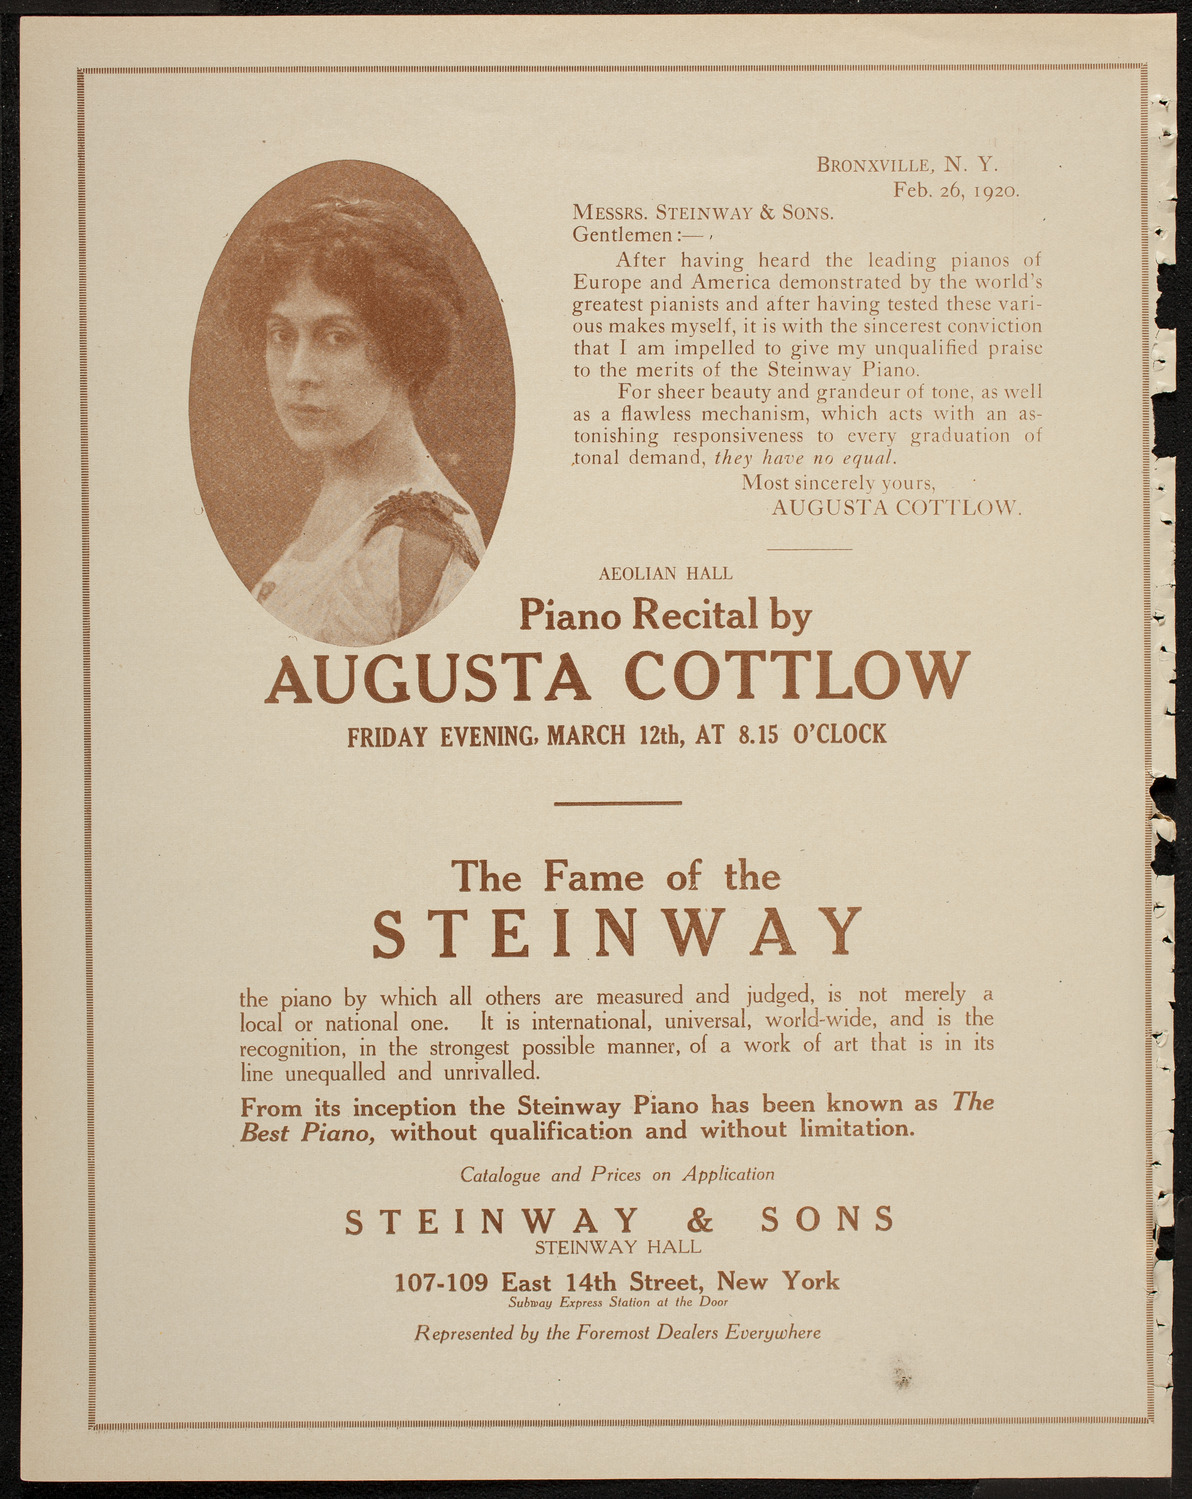 BRONXVILLE, N. Y.
Feb. 26, 1920.
MESSRS. STEINWAY & SONS.
Gentlemen:—
After having heard the leading pianos of
Europe and America demonstrated by the world's
greatest pianists and after having tested these vari-
ous makes myself, it is with the sincerest conviction
that I am impelled to give my unqualified praise
to the merits of the Steinway Piano.
For sheer beauty and grandeur of tone, as well
as a flawless mechanism, which acts with an as-
tonishing responsiveness to every graduation of
tonal demand, they have no equal.
Most sincerely yours,
AUGUSTA COTTLOW.
AEOLIAN HALL
Piano Recital by
AUGUSTA COTTLOW
FRIDAY EVENING, MARCH 12th, AT 8.15 O'CLOCK
The Fame of the
STEINWAY
the piano by which all others are measured and judged, is not merely a
local or national one. It is international, universal, world-wide, and is the
recognition, in the strongest possible manner, of a work of art that is in its
line unequalled and unrivalled.
From its inception the Steinway Piano has been known as The
Best Piano, without qualification and without limitation.
Catalogue and Prices on Application
STEINWAY & SONS
STEINWAY HALL
107-109 East 14th Street, New York
Subway Express Station at the Door
Represented by the Foremost Dealers Everywhere